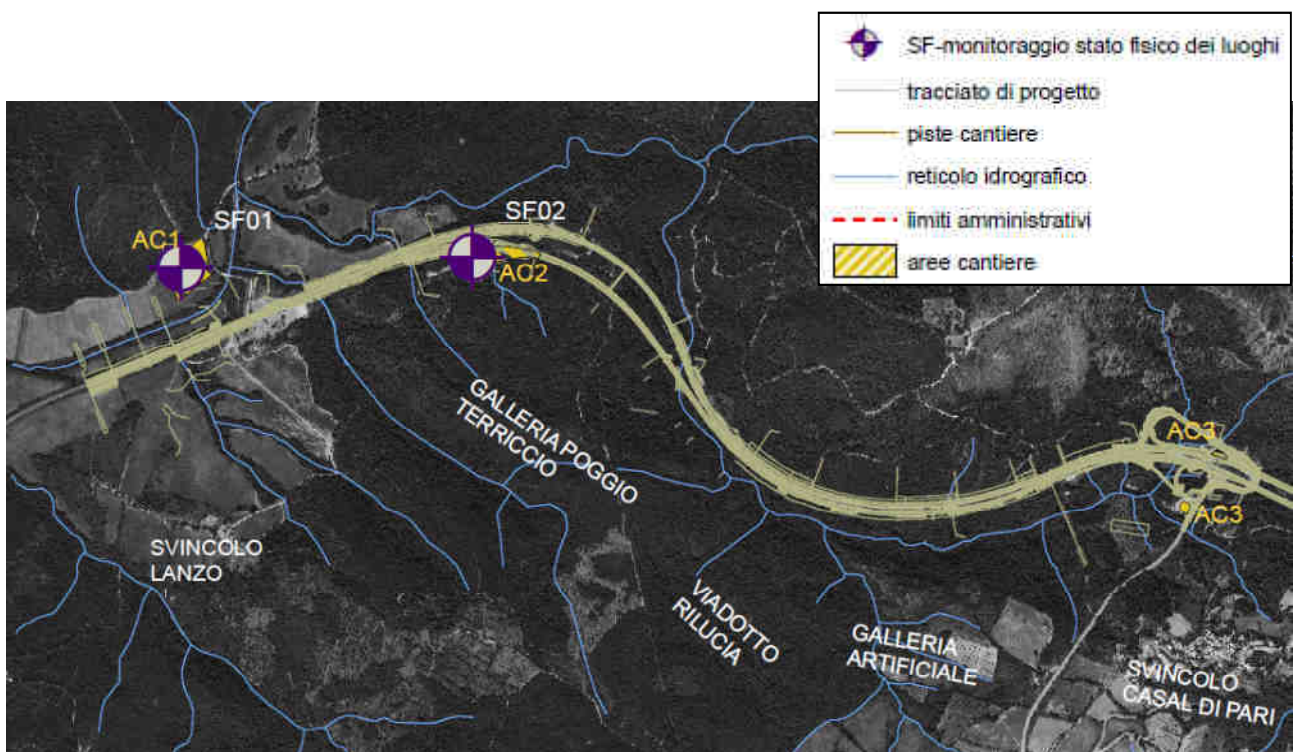 SF-monitoraggio stato fisico dei luoghi
tracciato di progetto
piste cantiere
reticolo idrografico
limiti amministrativi
aree cantiere
SF01
AC1
SF02
AC2
GALLERIA POGGIO
TERRICCIO
AC3
AC3
SVINCOLO
LANZO
VIADOTTO
RILUCIA
GALLERIA
ARTIFICIALE
SVINCOLO
CASAL DI PARI